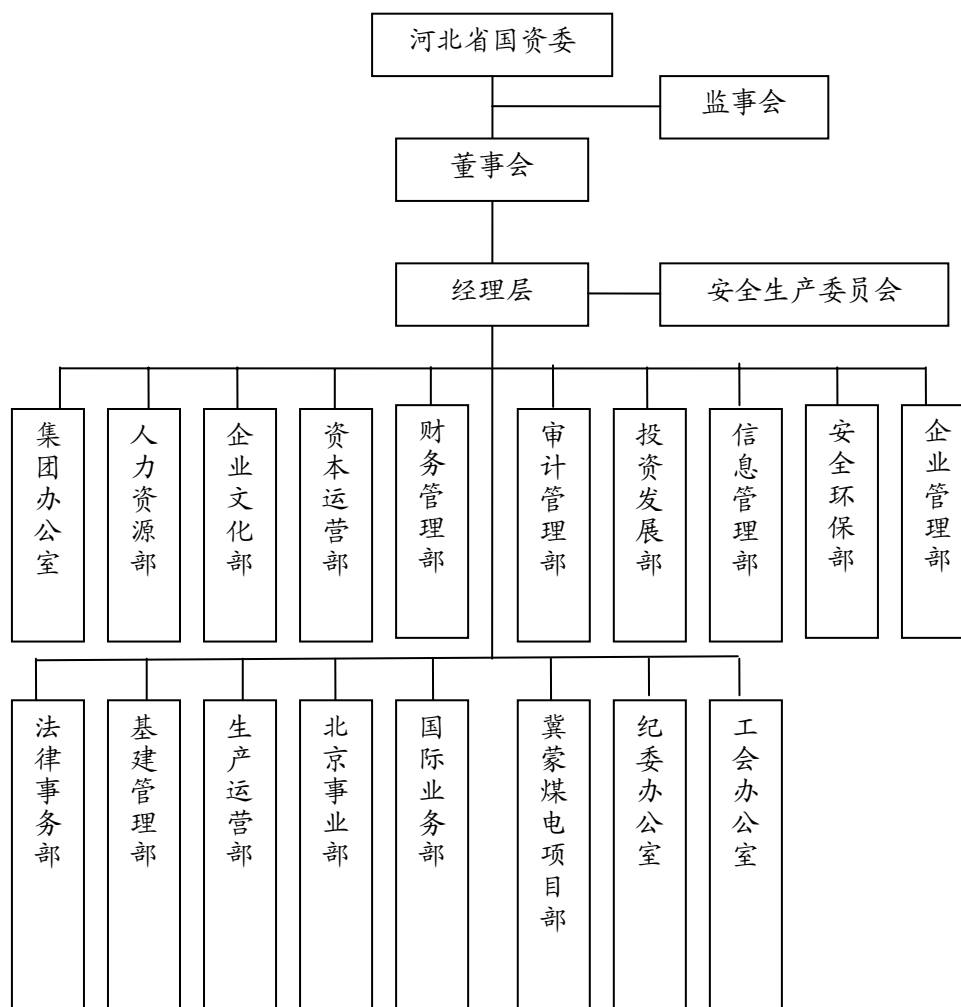 河北省国资委
监事会
董事会
经理层
安全生产委员会
集团办公室
人力资源部
企业文化部
资本运营部
财务管理部
审计管理部
投资发展部
信息管理部
安全环保部
企业管理部
法律事务部
基建管理部
生产运营部
北京事业部
国际业务部
冀蒙煤电项目部
纪委办公室
工会办公室